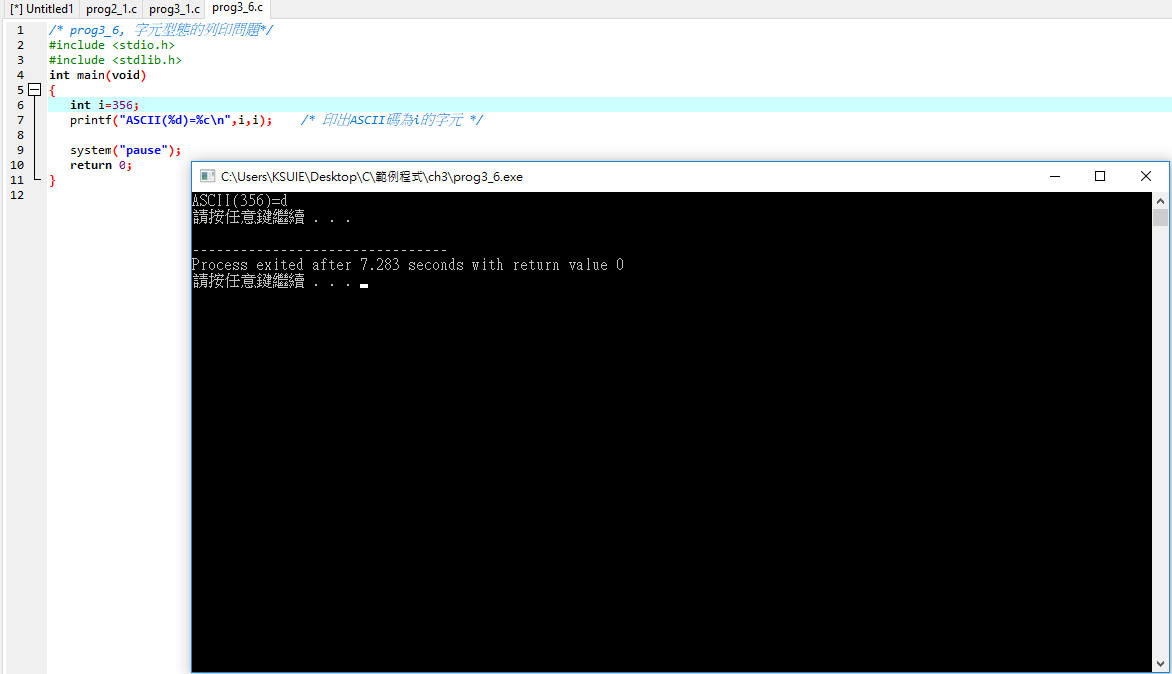 [*] Untitled1 prog2_1.c prog3_1.c prog3_6.c
1 /* prog3_6, 字元型態的列印問題*/
2 #include <stdio.h>
3 #include <stdlib.h>
4 int main(void)
5 {
6 int i=356;
7 printf("ASCII(%d)=%c\n",i,i); /* 印出ASCII碼為i的字元 */
8
9 system("pause");
10 return 0;
11 }
12
C:\Users\KSUIE\Desktop\C\範例程式\ch3\prog3_6.exe
ASCII(356)=d
請按任意鍵繼續 . . .
--------------------------------
Process exited after 7.283 seconds with return value 0
請按任意鍵繼續 . . .